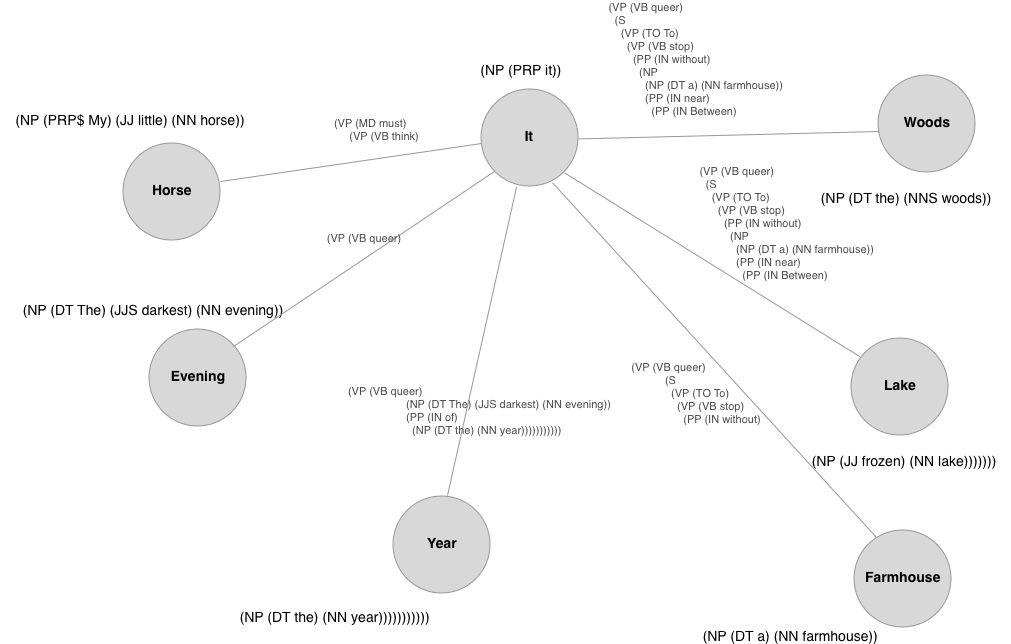 (VP (VB queer)
(S
(VP (TO To)
(VP (VB stop)
(PP (IN without)
(NP
(NP (DT a) (NN farmhouse))
(PP (IN near)
(PP (IN Between)
(NP (PRP it))
It
Woods
(NP (DT the) (NNS woods))
(NP (PRP$ My) (JJ little) (NN horse))
(VP (MD must)
(VP (VB think)
Horse
(VP (VB queer)
(S
(VP (TO To)
(VP (VB stop)
(PP (IN without)
(NP
(NP (DT a) (NN farmhouse))
(PP (IN near)
(PP (IN Between)
(VP (VB queer)
(NP (DT The) (JJS darkest) (NN evening))
Evening
Lake
(NP (JJ frozen) (NN lake)))))))
(VP (VB queer)
(S
(VP (TO To)
(VP (VB stop)
(PP (IN without)
(VP (VB queer)
(NP (DT The) (JJS darkest) (NN evening))
(PP (IN of)
(NP (DT the) (NN year)))))))))))
Year
(NP (DT the) (NN year)))))))))))
Farmhouse
(NP (DT a) (NN farmhouse))